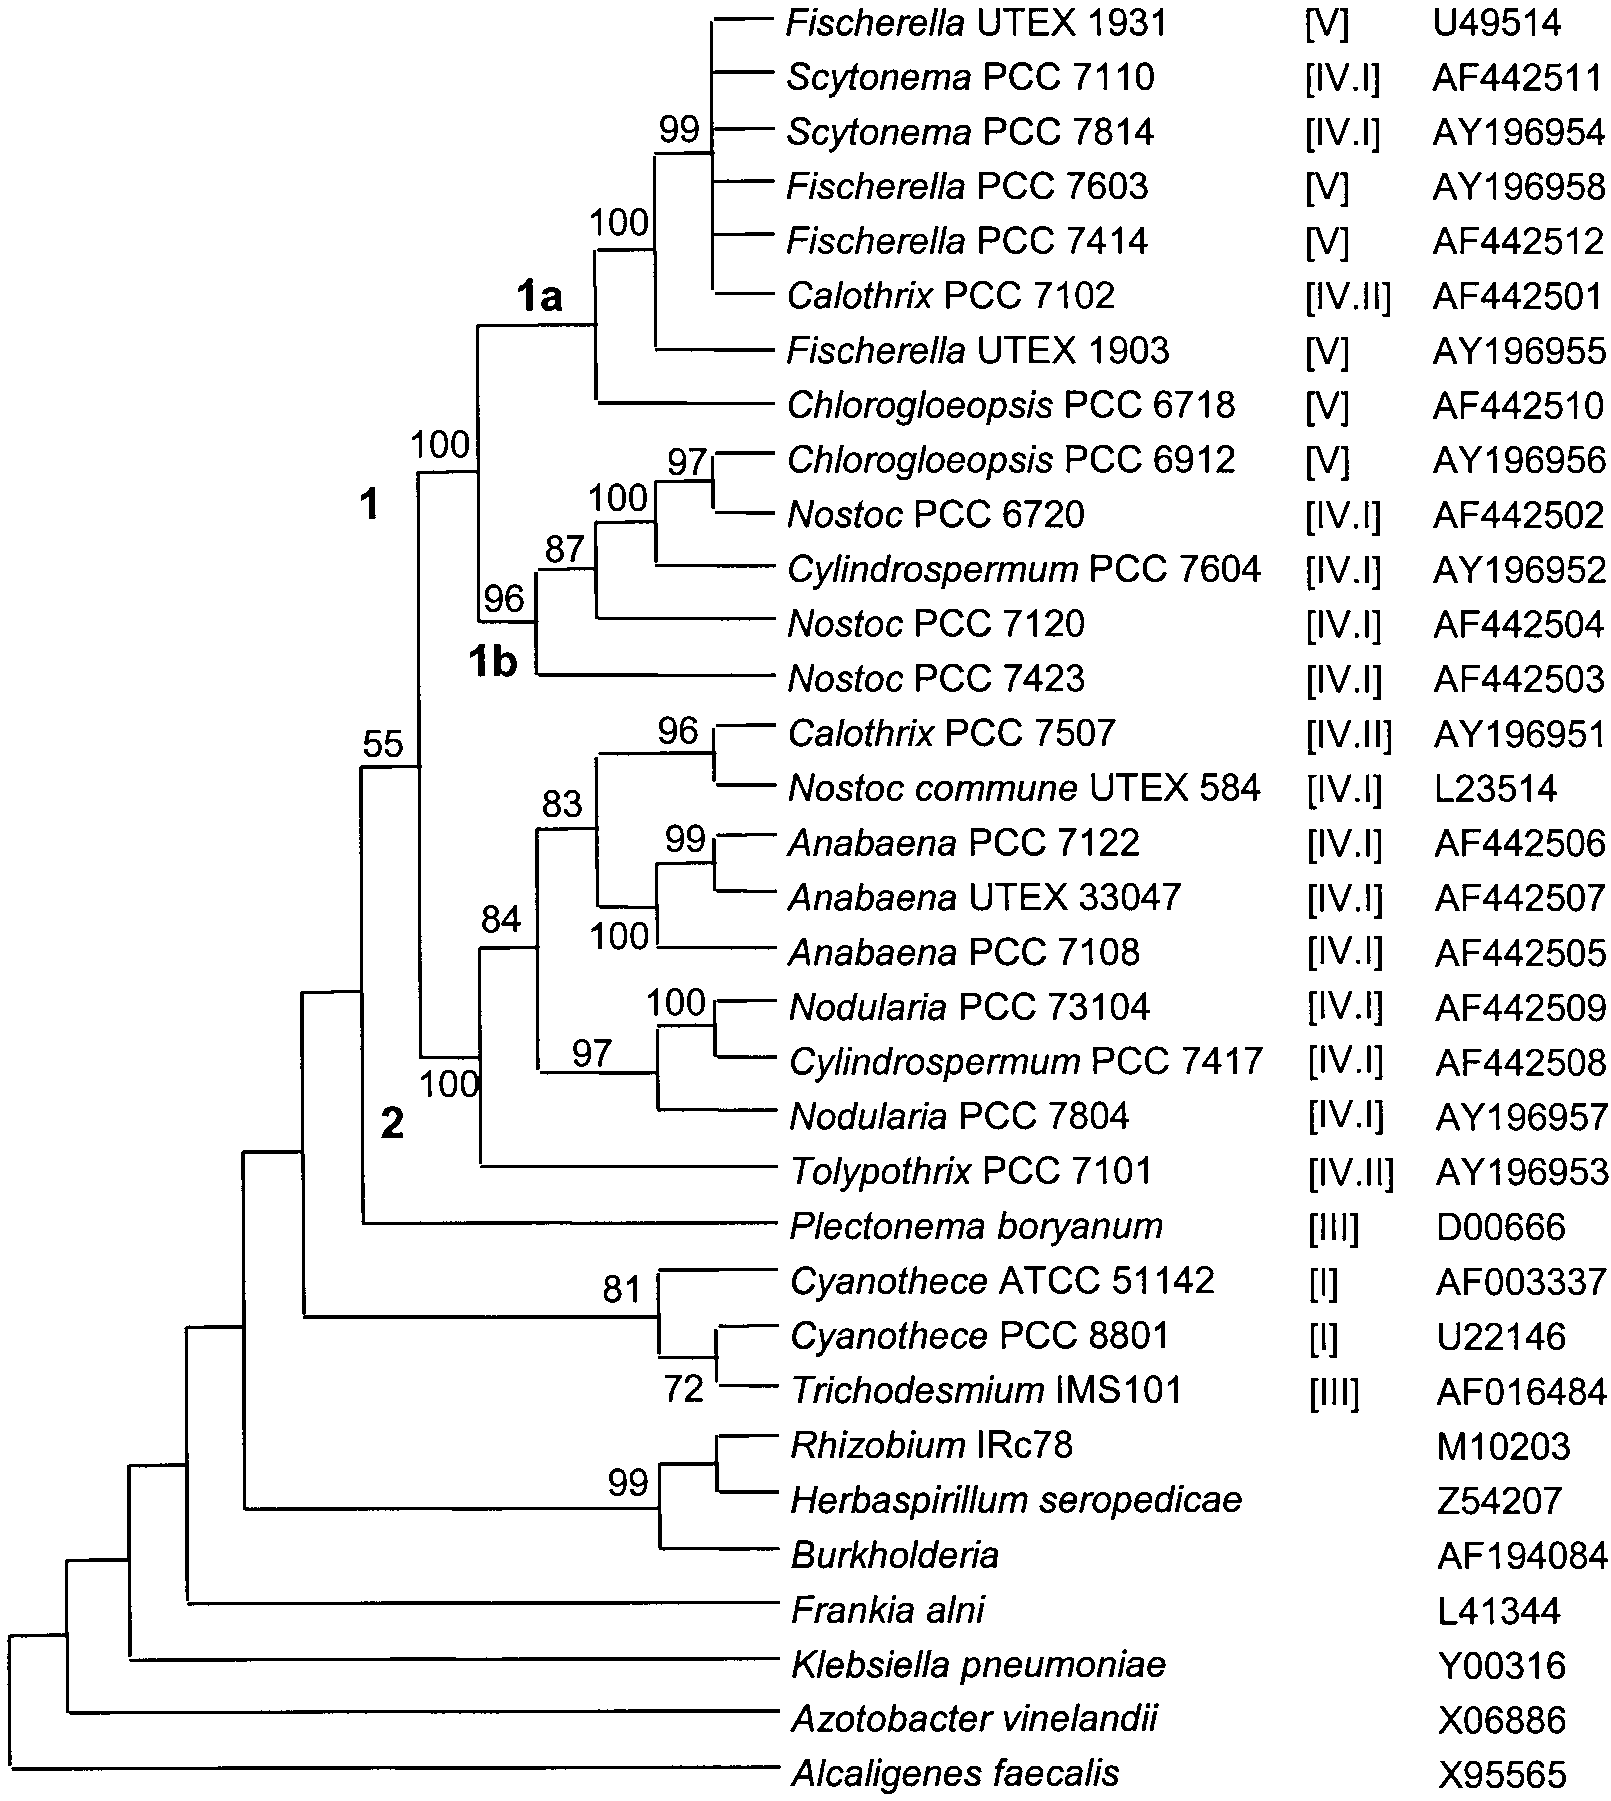 Fischerella UTEX 1931 [V] U49514
Scytonema PCC 7110 [IV.I] AF442511
99 Scytonema PCC 7814 [IV.I] AY196954
Fischerella PCC 7603 [V] AY196958
100 Fischerella PCC 7414 [V] AF442512
1a Calothrix PCC 7102 [IV.II] AF442501
Fischerella UTEX 1903 [V] AY196955
Chlorogloeopsis PCC 6718 [V] AF442510
100 97 Chlorogloeopsis PCC 6912 [V] AY196956
1 100 Nostoc PCC 6720 [IV.I] AF442502
87 Cylindrospermum PCC 7604 [IV.I] AY196952
96 Nostoc PCC 7120 [IV.I] AF442504
1b Nostoc PCC 7423 [IV.I] AF442503
55 96 Calothrix PCC 7507 [IV.II] AY196951
83 Nostoc commune UTEX 584 [IV.I] L23514
99 Anabaena PCC 7122 [IV.I] AF442506
84 Anabaena UTEX 33047 [IV.I] AF442507
100 Anabaena PCC 7108 [IV.I] AF442505
100 Nodularia PCC 73104 [IV.I] AF442509
100 97 Cylindrospermum PCC 7417 [IV.I] AF442508
2 Nodularia PCC 7804 [IV.I] AY196957
Tolypothrix PCC 7101 [IV.II] AY196953
Plectonema boryanum [III] D00666
81 Cyanothece ATCC 51142 [I] AF003337
Cyanothece PCC 8801 [I] U22146
72 Trichodesmium IMS101 [III] AF016484
Rhizobium IRc78 M10203
99 Herbaspirillum seropedicae Z54207
Burkholderia AF194084
Frankia alni L41344
Klebsiella pneumoniae Y00316
Azotobacter vinelandii X06886
Alcaligenes faecalis X95565